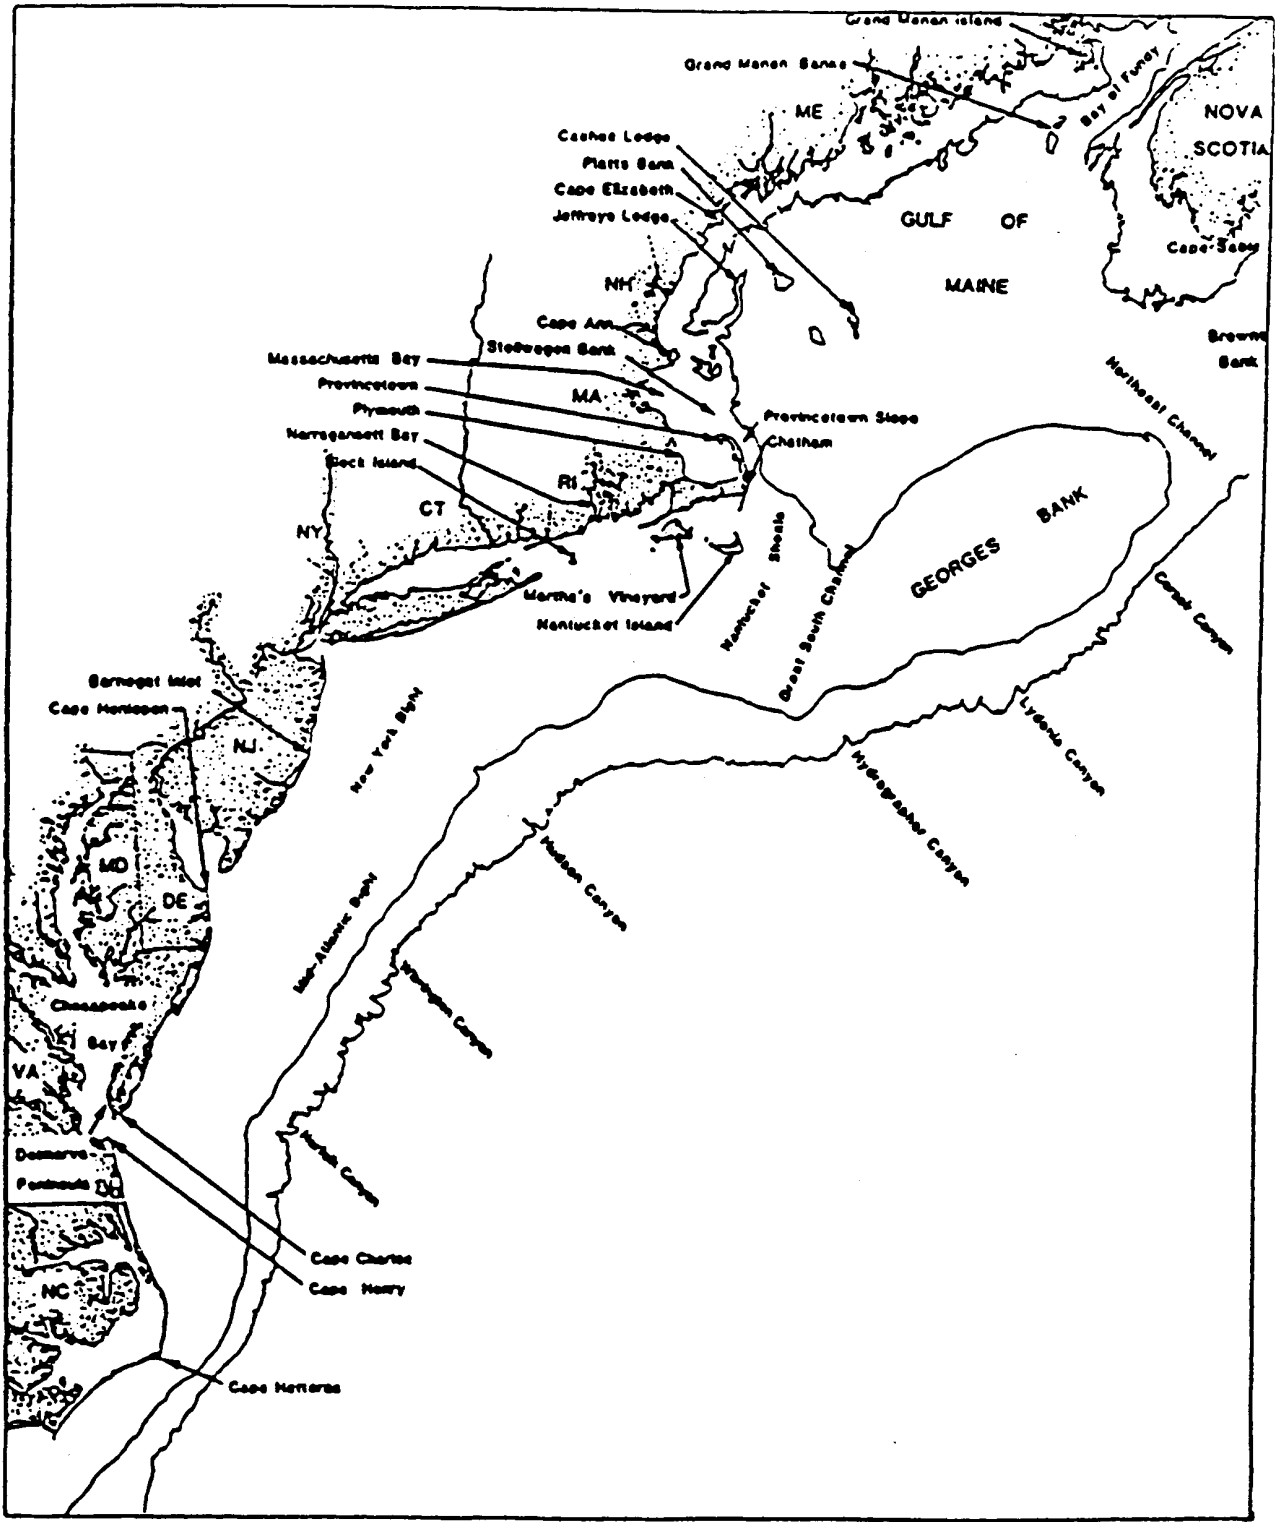 Grand Manan Island
Grand Manan Banks
Bay of Fundy
ME
NOVA
SCOTIA
Cashes Lodge
Platts Bank
Cape Elizabeth
Jeffreys Lodge
GULF OF
MAINE
Cape Sable
NH
Cape Ann
Stellwagen Bank
Browns
Bank
Massachusetts Bay
Provincetown
MA
Northeast Channel
Plymouth
Provincetown Slope
Narragansett Bay
Chatham
Block Island
RI
CT
NY
BANK
GEORGES
Nantucket Shoals
Great South Channel
Martha's Vineyard
Nantucket Island
Corsair Canyon
Barnegat Inlet
Cape Henlopen
NJ
New York Bight
Lydonia Canyon
Hydrographer Canyon
MD
DE
Hudson Canyon
Mid-Atlantic Bight
Wilmington Canyon
Chesapeake
Bay
VA
Delmarva
Peninsula
Norfolk Canyon
Cape Charles
Cape Henry
NC
Cape Hatteras